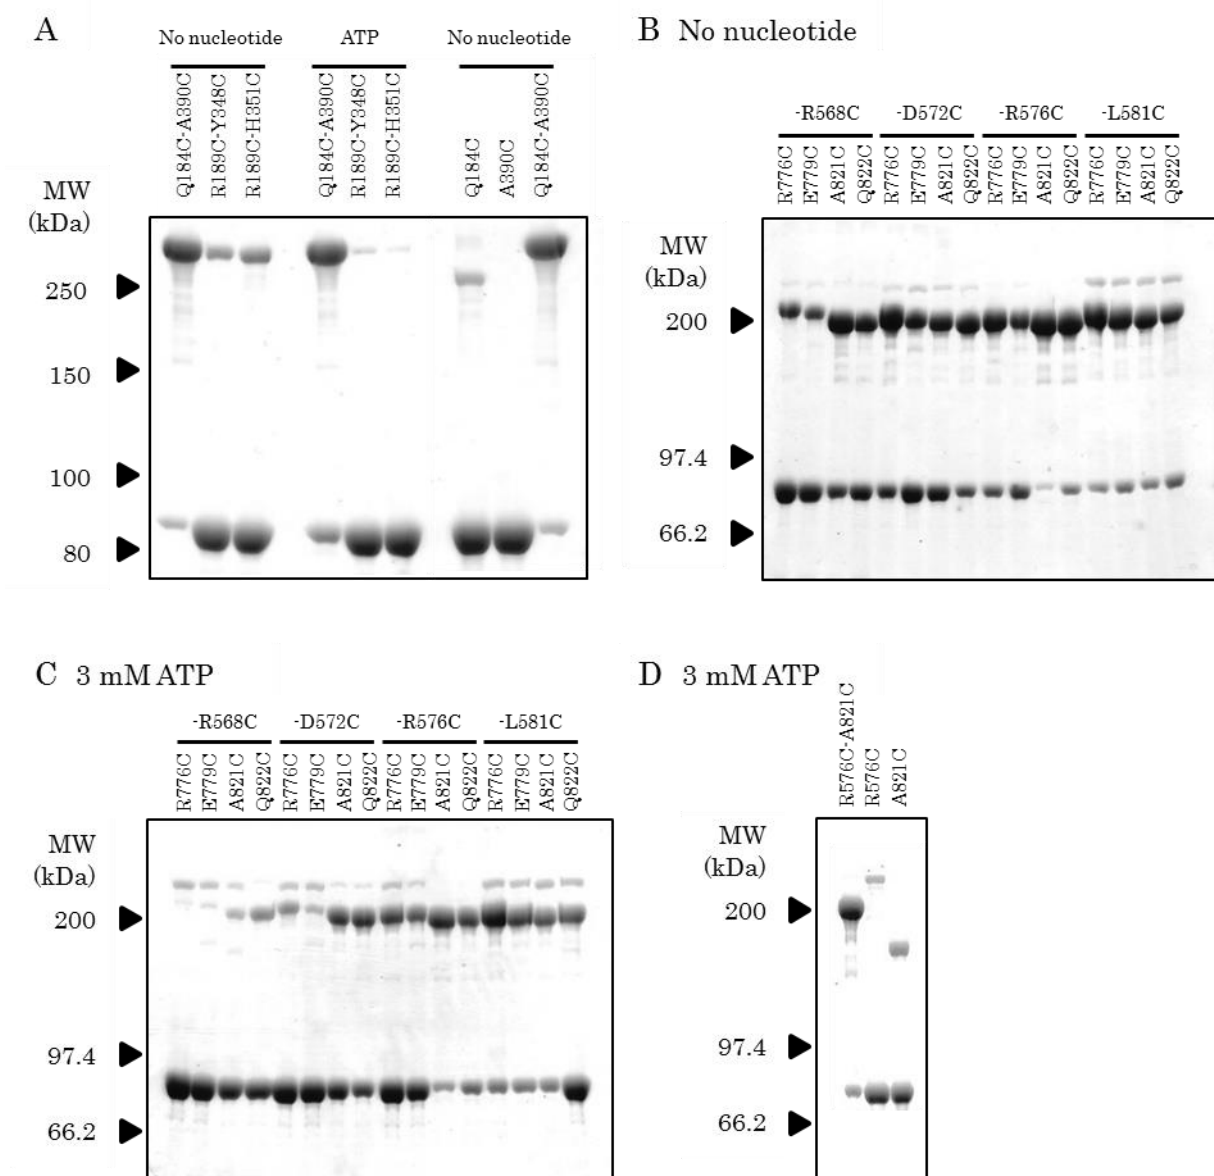 A
No nucleotide ATP No nucleotide
Q184C-A390C R189C-Y348C R189C-H351C Q184C-A390C R189C-Y348C R189C-H351C Q184C A390C Q184C-A390C
MW
(kDa)
250
150
100
80
B No nucleotide
-R568C -D572C -R576C -L581C
R776C E779C A821C Q822C R776C E779C A821C Q822C R776C E779C A821C Q822C R776C E779C A821C Q822C
MW
(kDa)
200
97.4
66.2
C 3 mM ATP
-R568C -D572C -R576C -L581C
R776C E779C A821C Q822C R776C E779C A821C Q822C R776C E779C A821C Q822C R776C E779C A821C Q822C
MW
(kDa)
200
97.4
66.2
D 3 mM ATP
R576C-A821C R576C A821C
MW
(kDa)
200
97.4
66.2